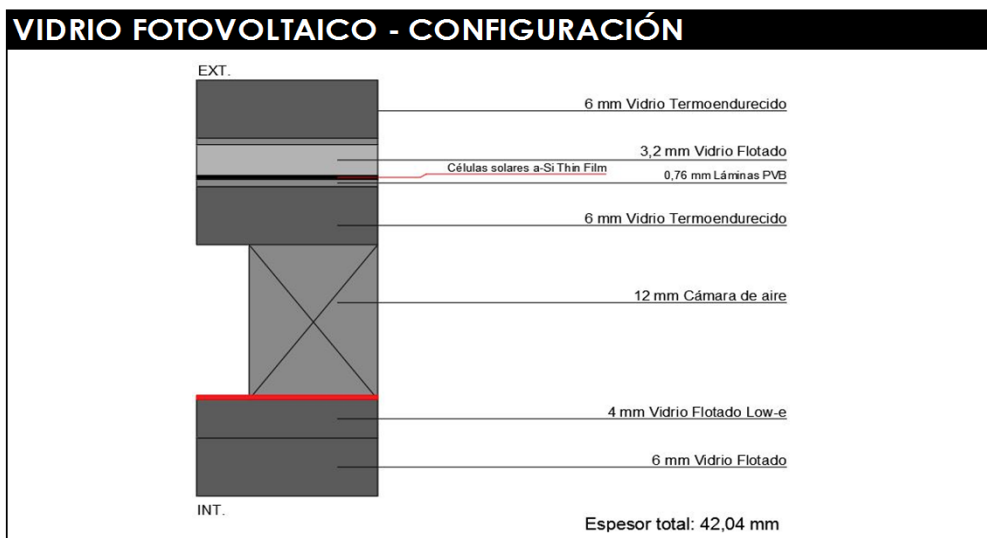 VIDRIO FOTOVOLTAICO - CONFIGURACIÓN
EXT.
6 mm Vidrio Termoendurecido
3,2 mm Vidrio Flotado
Células solares a-Si Thin Film
0,76 mm Láminas PVB
6 mm Vidrio Termoendurecido
12 mm Cámara de aire
4 mm Vidrio Flotado Low-e
6 mm Vidrio Flotado
INT.
Espesor total: 42,04 mm